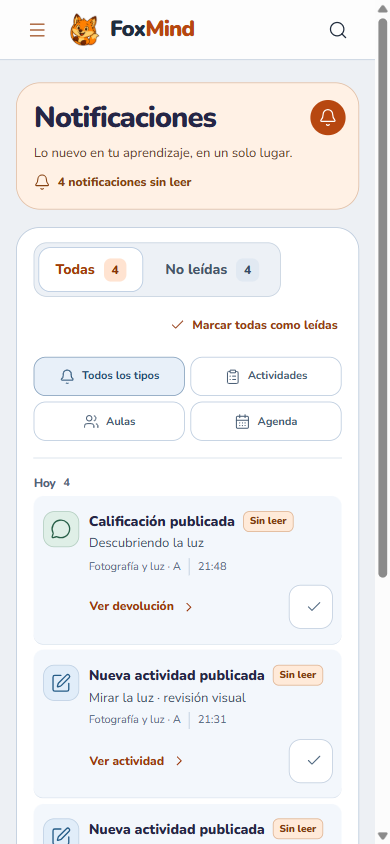 FoxMind
Notificaciones
Lo nuevo en tu aprendizaje, en un solo lugar.
4 notificaciones sin leer
Todas 4 No leídas 4
Marcar todas como leídas
Todos los tipos Actividades
Aulas Agenda
Hoy 4
Calificación publicada Sin leer
Descubriendo la luz
Fotografía y luz · A 21:48
Ver devolución
Nueva actividad publicada Sin leer
Mirar la luz · revisión visual
Fotografía y luz · A 21:31
Ver actividad
Nueva actividad publicada Sin leer